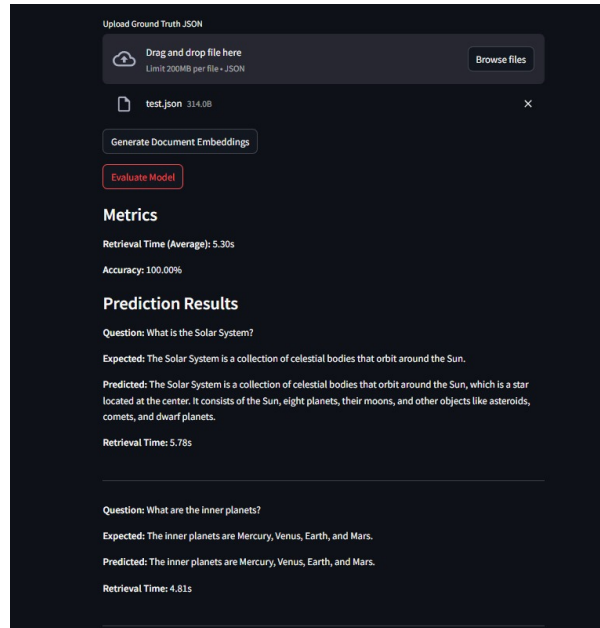 Upload Ground Truth JSON
Drag and drop file here
Limit 200MB per file • JSON
Browse files
test.json 314.0B
Generate Document Embeddings
Evaluate Model
Metrics
Retrieval Time (Average): 5.30s
Accuracy: 100.00%
Prediction Results
Question: What is the Solar System?
Expected: The Solar System is a collection of celestial bodies that orbit around the Sun.
Predicted: The Solar System is a collection of celestial bodies that orbit around the Sun, which is a star
located at the center. It consists of the Sun, eight planets, their moons, and other objects like asteroids,
comets, and dwarf planets.
Retrieval Time: 5.78s
Question: What are the inner planets?
Expected: The inner planets are Mercury, Venus, Earth, and Mars.
Predicted: The inner planets are Mercury, Venus, Earth, and Mars.
Retrieval Time: 4.81s